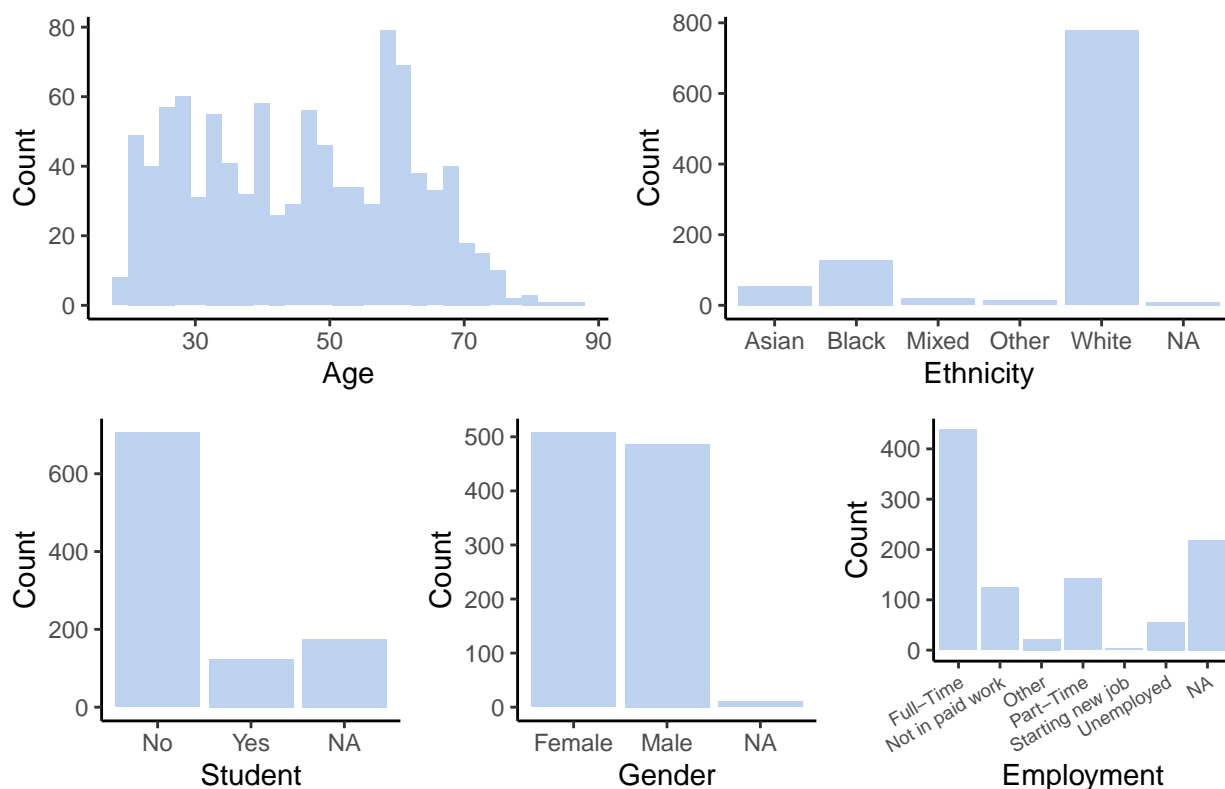 80
60
40
20
0
Count
30
50
70
90
Age
800
600
400
200
0
Count
Asian
Black
Mixed
Other
White
NA
Ethnicity
600
400
200
0
Count
No
Yes
NA
Student
500
400
300
200
100
0
Count
Female
Male
NA
Gender
400
300
200
100
0
Count
Full−Time
Not in paid work
Other
Part−Time
Starting new job
Unemployed
NA
Employment